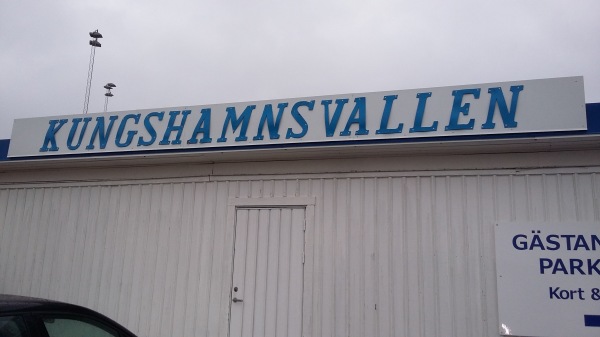 KUNGSHAMNSVALLEN
GÄSTAN
PARK
Kort &